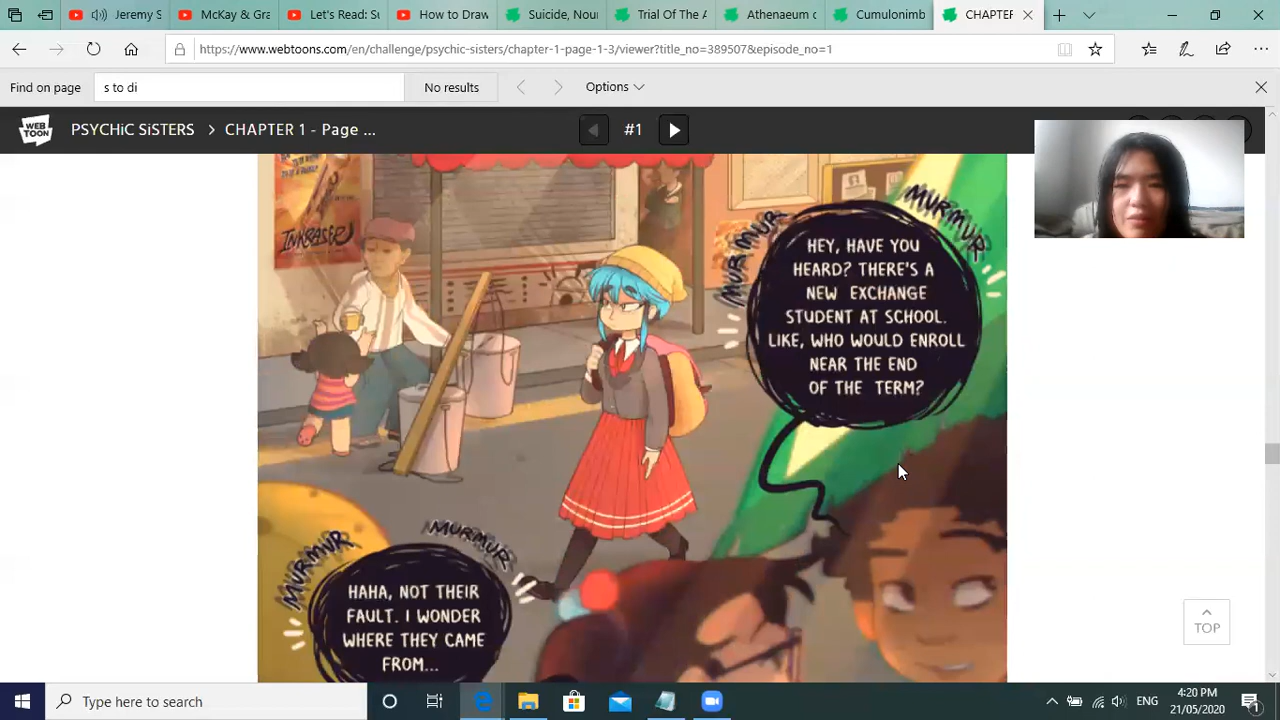 Jeremy S
McKay & Gra
Let's Read: Su
How to Draw
Suicide, Nour
Trial Of The A
Athenaeum o
Cumulonimb
CHAPTER
https://www.webtoons.com/en/challenge/psychic-sisters/chapter-1-page-1-3/viewer?title_no=389507&episode_no=1
Find on page
s to di
No results
Options
WEB
TOON
PSYCHiC SiSTERS
CHAPTER 1 - Page ...
#1
INKBASER
MURMUR
MURMUR
HEY, HAVE YOU
HEARD? THERE'S A
NEW EXCHANGE
STUDENT AT SCHOOL.
LIKE, WHO WOULD ENROLL
NEAR THE END
OF THE TERM?
MURMUR
MURMUR
HAHA, NOT THEIR
FAULT. I WONDER
WHERE THEY CAME
FROM...
TOP
Type here to search
ENG
4:20 PM
21/05/2020
1